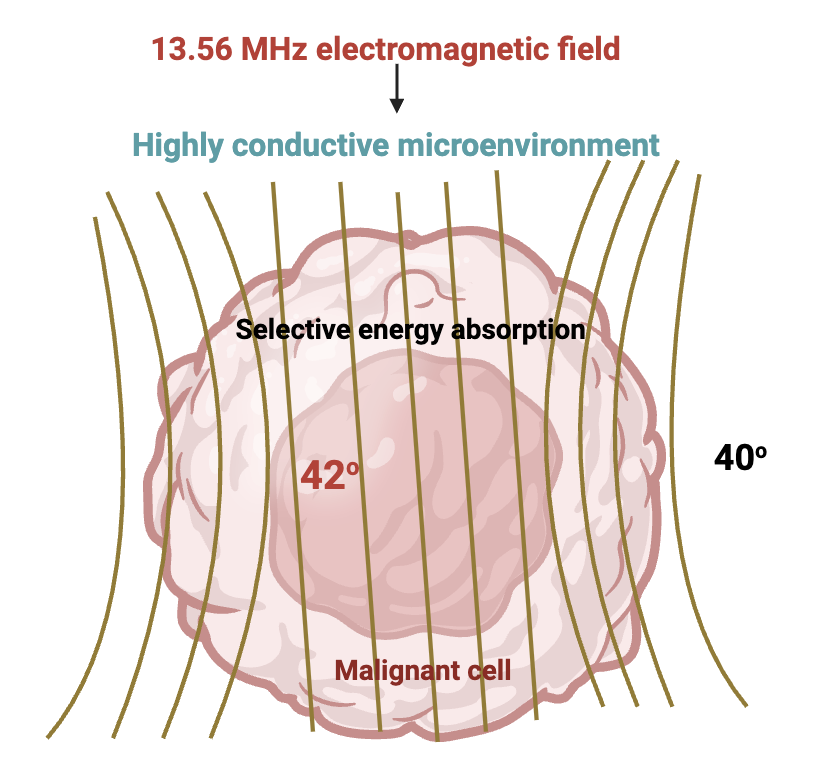 13.56 MHz electromagnetic field
Highly conductive microenvironment
Selective energy absorption
42º
40º
Malignant cell